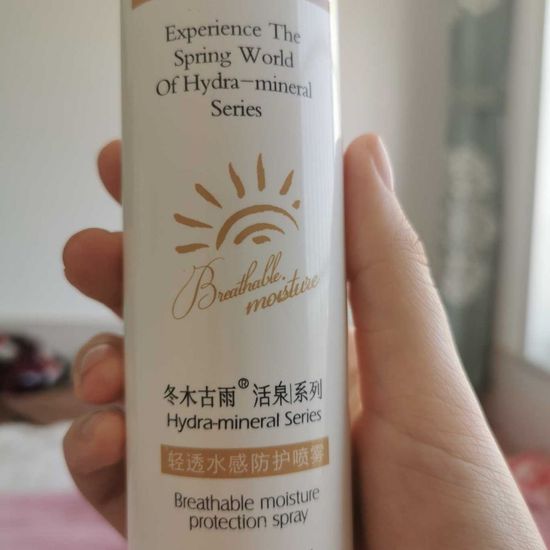 Experience The
Spring World
Of Hydra-mineral
Series
Breathable.
moisture
冬木古雨® 活泉|系列
Hydra-mineral Series
轻透水感防护喷雾
Breathable moisture
protection spray